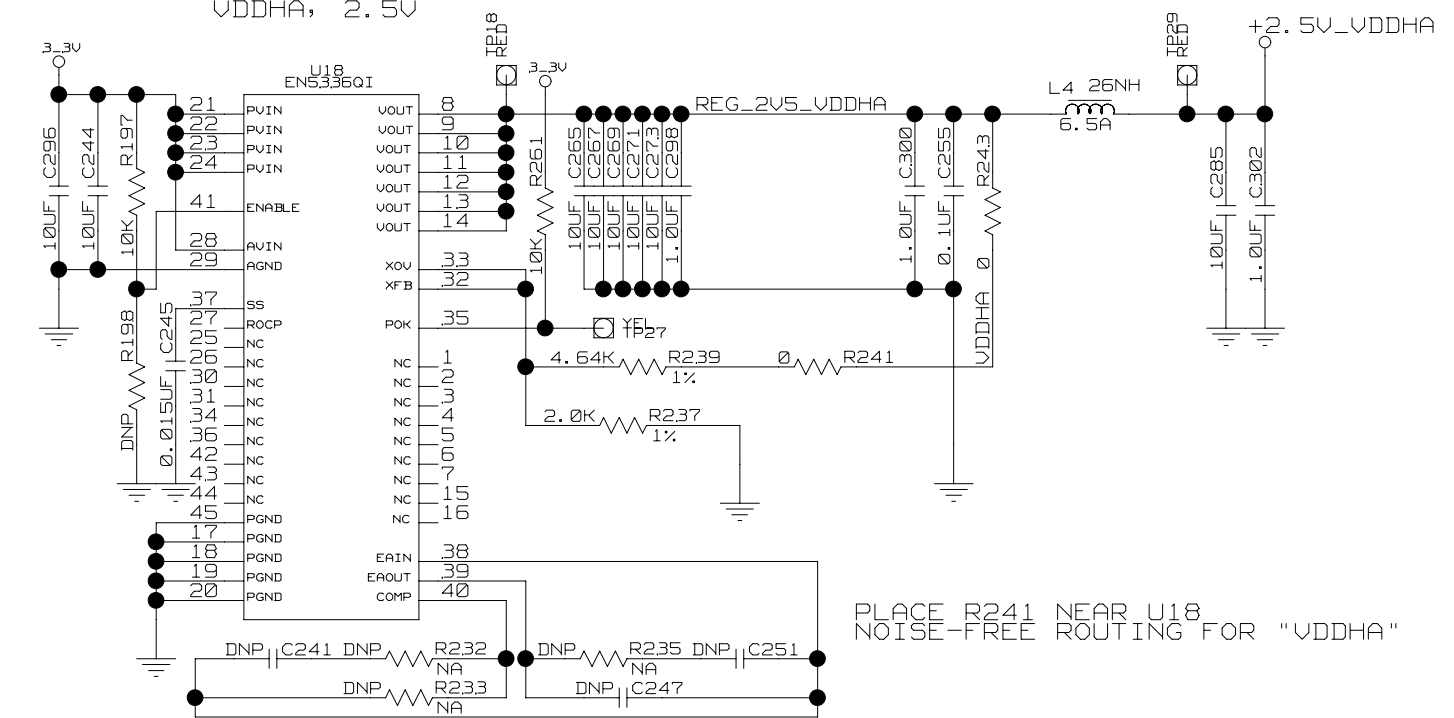 VDDHA, 2.5V
3_3V
U18
EN5336QI
TP18
RED
3_3V
TP29
RED
+2.5V_VDDHA
C296
10UF
C244
10UF
R197
10K
21 PVIN
22 PVIN
23 PVIN
24 PVIN
41 ENABLE
28 AVIN
29 AGND
37 SS
27 ROCP
25 NC
26 NC
30 NC
31 NC
34 NC
36 NC
42 NC
43 NC
44 NC
45 PGND
17 PGND
18 PGND
19 PGND
20 PGND
VOUT 8
VOUT 9
VOUT 10
VOUT 11
VOUT 12
VOUT 13
VOUT 14
XOV 33
XFB 32
POK 35
NC 1
NC 2
NC 3
NC 4
NC 5
NC 6
NC 7
NC 15
NC 16
EAIN 38
EAOUT 39
COMP 40
R198
DNP
C245
0.015UF
R261
10K
C265
10UF
C267
10UF
C269
10UF
C271
10UF
C273
10UF
C298
1.0UF
REG_2V5_VDDHA
C300
1.0UF
C255
0.1UF
R243
0
VDDHA
L4 26NH
6.5A
C285
10UF
C302
1.0UF
YEL
TP27
4.64K R239
1%
0 R241
2.0K R237
1%
DNP C241 DNP R232
NA
DNP R235 DNP C251
NA
DNP R233
NA
DNP C247
PLACE R241 NEAR U18
NOISE-FREE ROUTING FOR "VDDHA"